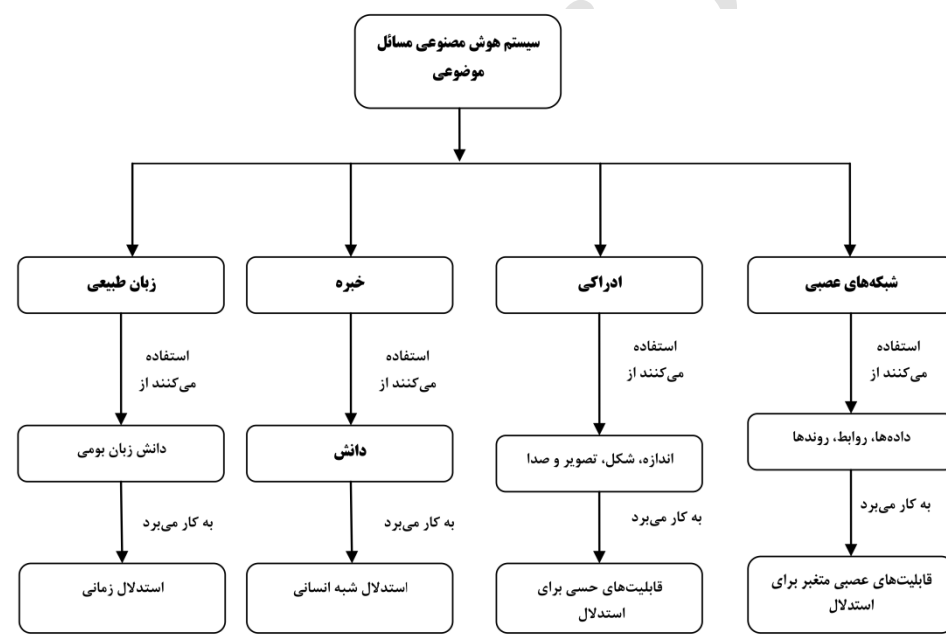 سیستم هوش مصنوعی مسائل
موضوعی
شبکه‌های عصبی
ادراکی
خبره
زبان طبیعی
استفاده
می‌کنند از
استفاده
می‌کنند از
استفاده
می‌کنند از
استفاده
می‌کنند از
داده‌ها، روابط، روندها
اندازه، شکل، تصویر و صدا
دانش
دانش زبان بومی
به کار می‌برد
به کار می‌برد
به کار می‌برد
به کار می‌برد
قابلیت‌های عصبی متغبر برای
استدلال
قابلیت‌های حسی برای
استدلال
استدلال شبه انسانی
استدلال زمانی